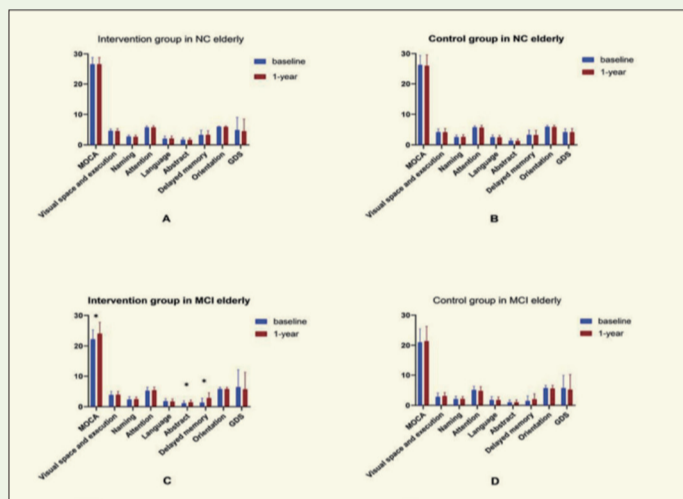 Intervention group in NC elderly
30
20
10
0
baseline
1-year
MOCA
Visual space and execution
Naming
Attention
Language
Abstract
Delayed memory
Orientation
GDS
A
Control group in NC elderly
30
20
10
0
baseline
1-year
MOCA
Visual space and execution
Naming
Attention
Language
Abstract
Delayed memory
Orientation
GDS
B
Intervention group in MCI elderly
30
20
10
0
* * *
baseline
1-year
MOCA
Visual space and execution
Naming
Attention
Language
Abstract
Delayed memory
Orientation
GDS
C
Control group in MCI elderly
30
20
10
0
baseline
1-year
MOCA
Visual space and execution
Naming
Attention
Language
Abstract
Delayed memory
Orientation
GDS
D